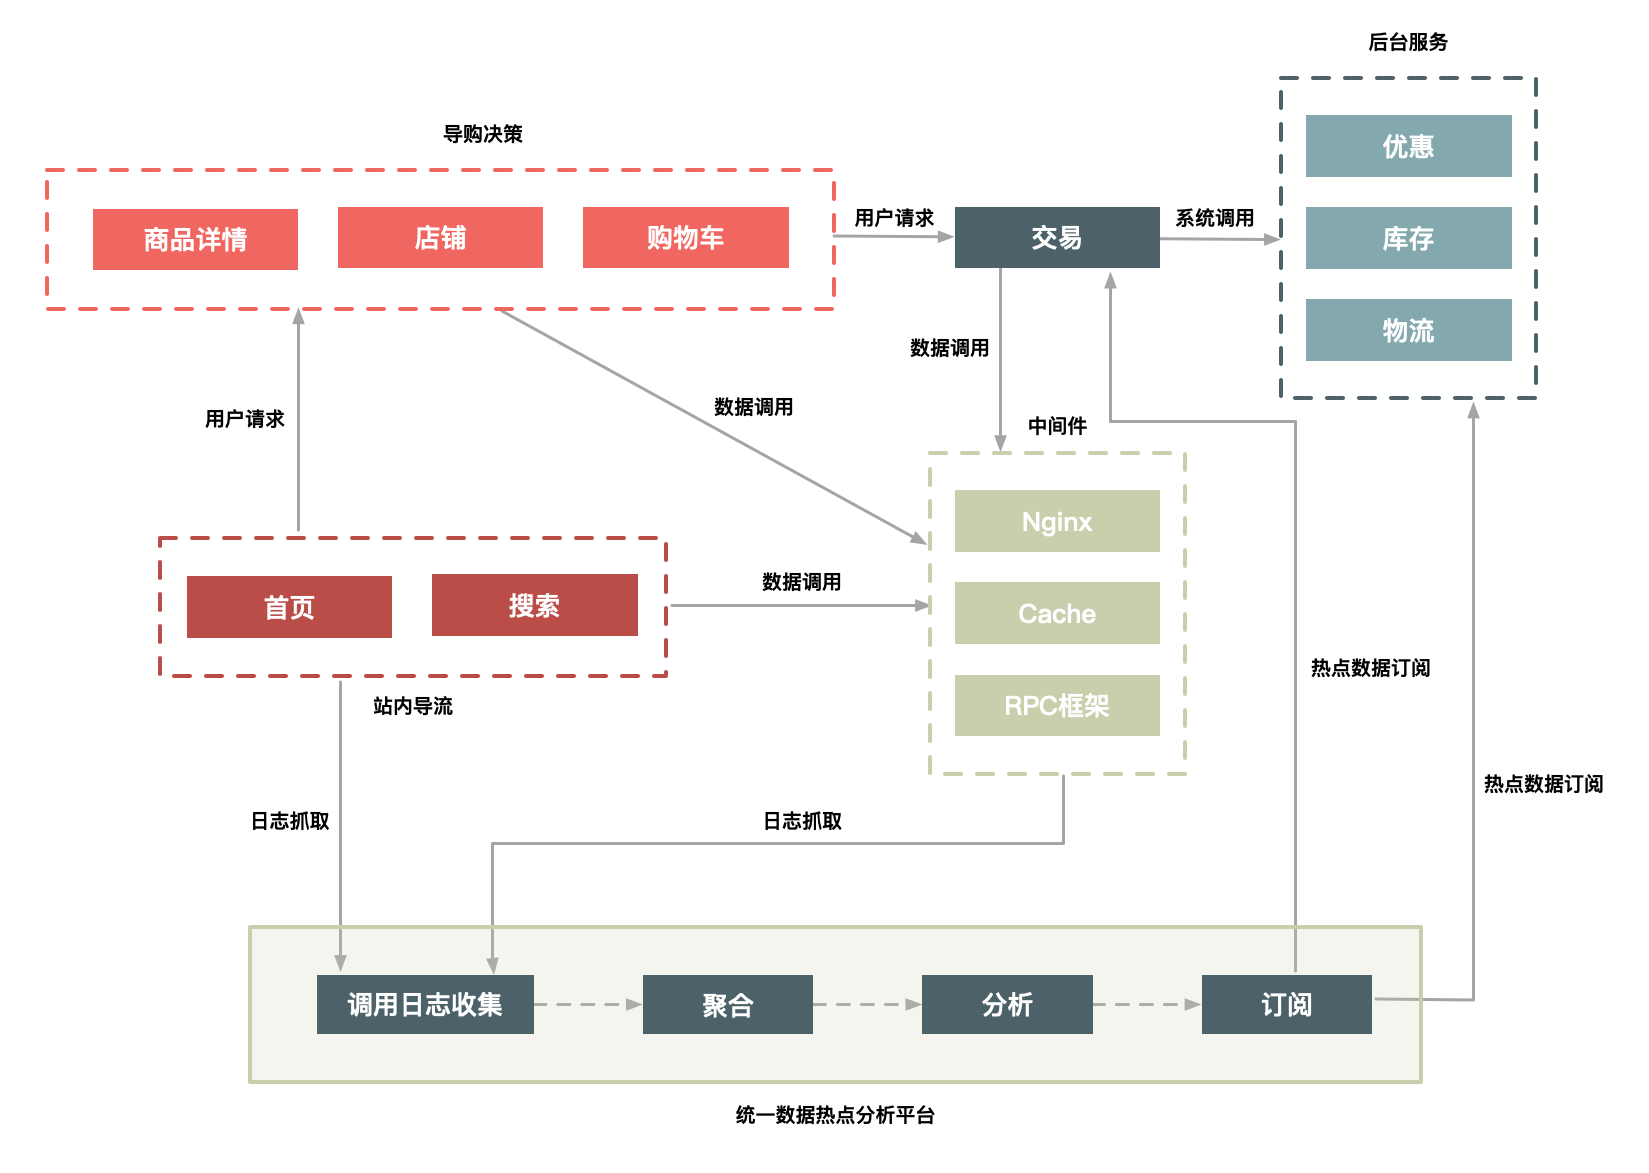 后台服务
优惠
库存
物流
导购决策
商品详情
店铺
购物车
用户请求
交易
系统调用
数据调用
数据调用
用户请求
中间件
Nginx
Cache
RPC框架
首页
搜索
数据调用
站内导流
热点数据订阅
热点数据订阅
日志抓取
日志抓取
调用日志收集
聚合
分析
订阅
统一数据热点分析平台